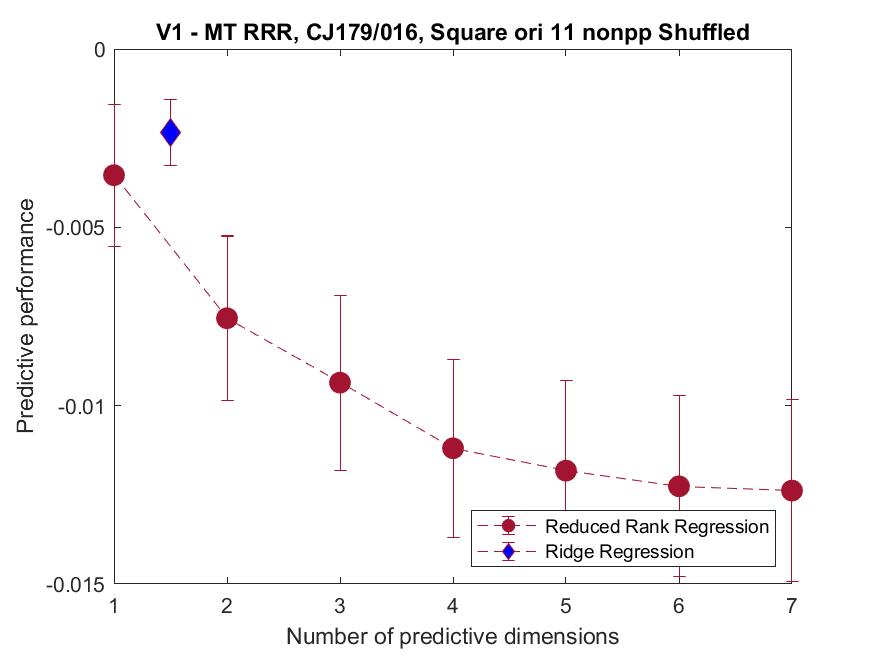 V1 - MT RRR, CJ179/016, Square ori 11 nonpp Shuffled
0
-0.005
-0.01
-0.015
Predictive performance
1 2 3 4 5 6 7
Number of predictive dimensions
Reduced Rank Regression
Ridge Regression